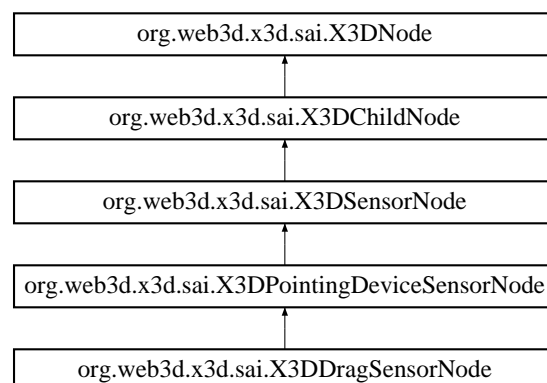 org.web3d.x3d.sai.X3DNode
org.web3d.x3d.sai.X3DChildNode
org.web3d.x3d.sai.X3DSensorNode
org.web3d.x3d.sai.X3DPointingDeviceSensorNode
org.web3d.x3d.sai.X3DDragSensorNode